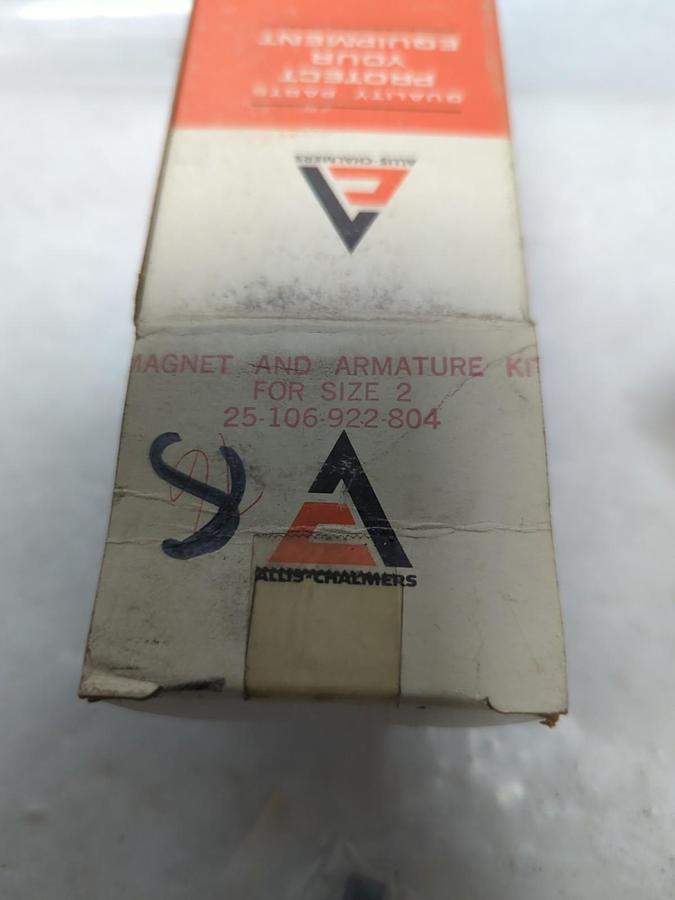 QUALITY PARTS
PROTECT
YOUR
EQUIPMENT
ALLIS-CHALMERS
MAGNET AND ARMATURE KIT
FOR SIZE 2
25-106-922-804
ALLIS-CHALMERS